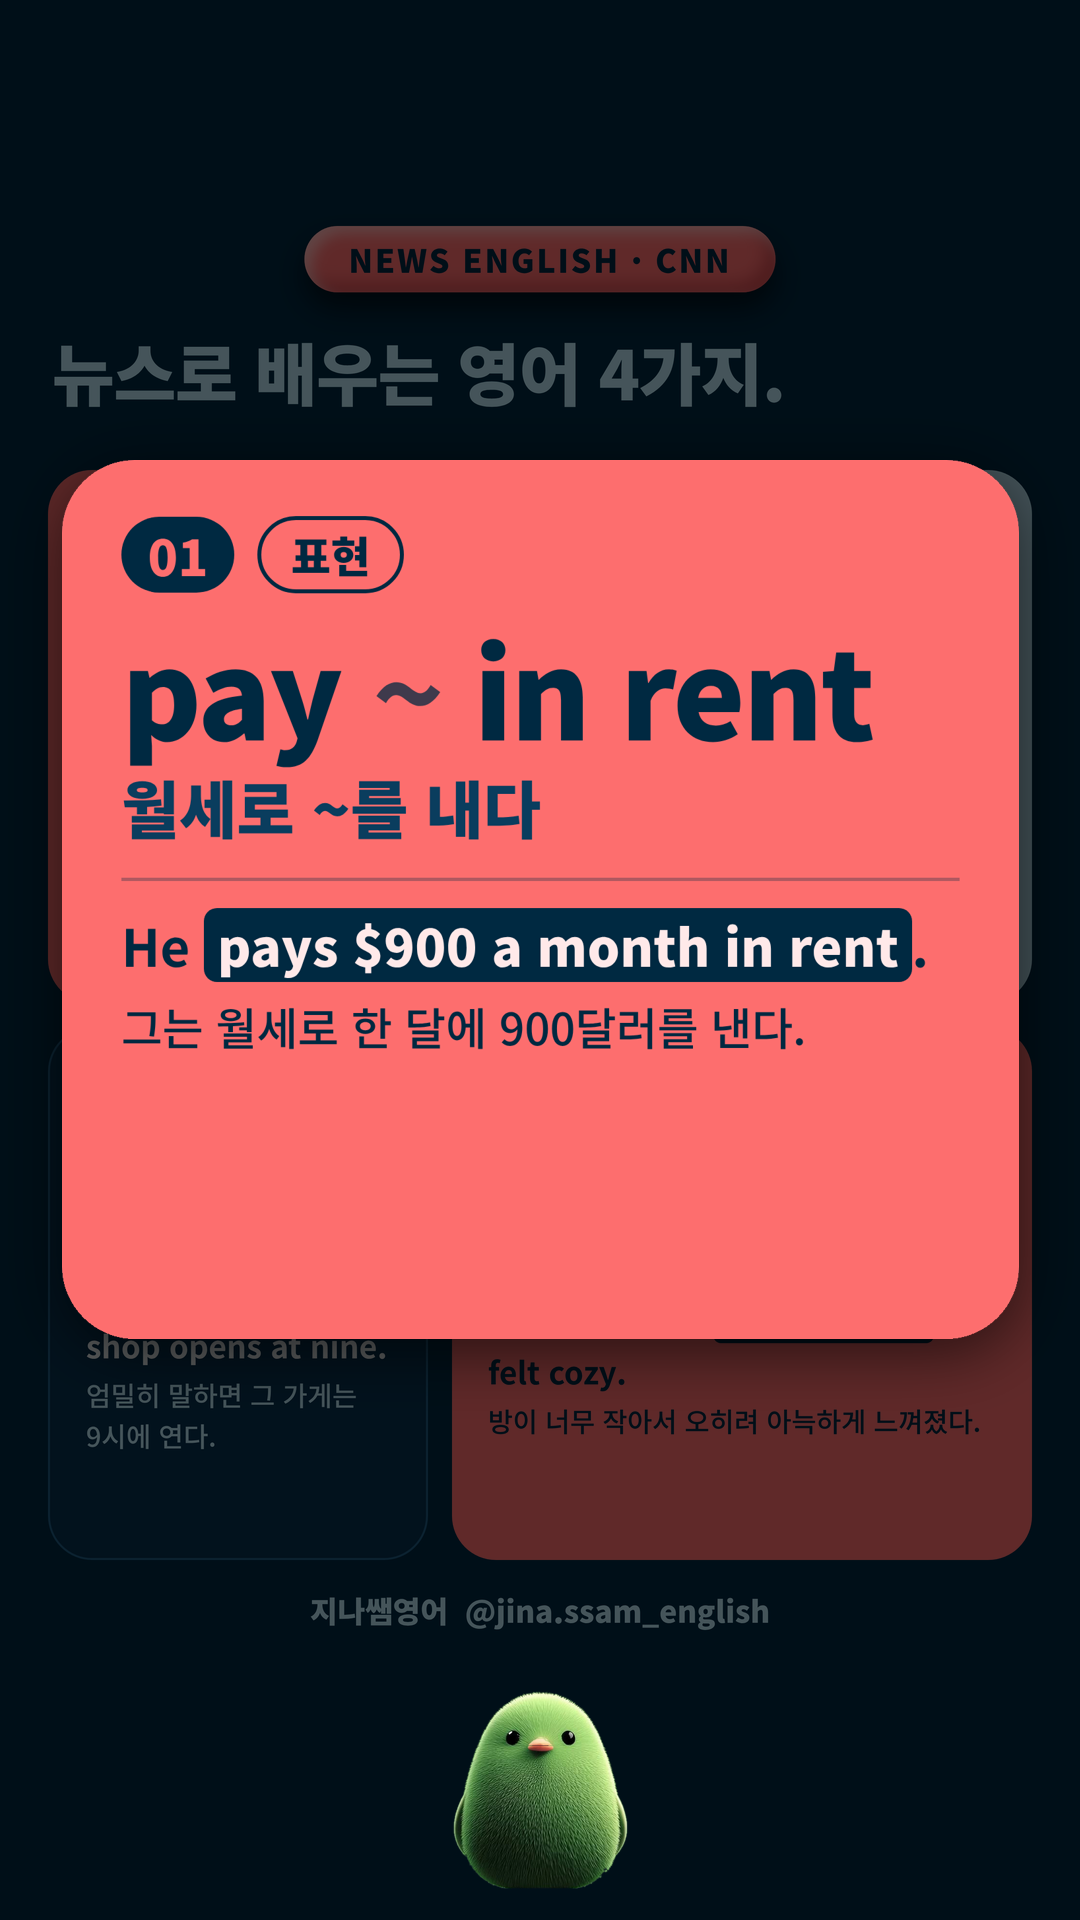 NEWS ENGLISH · CNN
뉴스로 배우는 영어 4가지.
01 표현
pay ~ in rent
월세로 ~를 내다
He pays $900 a month in rent.
그는 월세로 한 달에 900달러를 낸다.
shop opens at nine.
엄밀히 말하면 그 가게는
9시에 연다.
felt cozy.
방이 너무 작아서 오히려 아늑하게 느껴졌다.
지나쌤영어 @jina.ssam_english